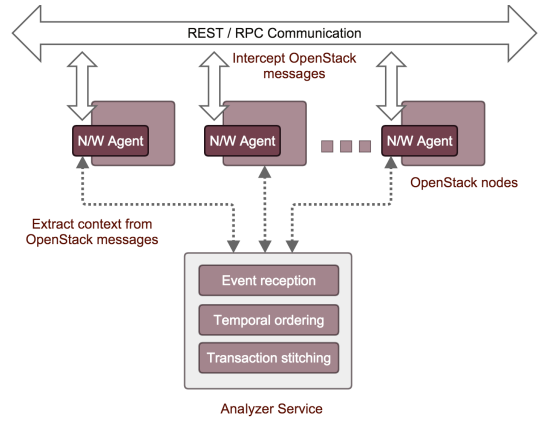 REST / RPC Communication
Intercept OpenStack
messages
N/W Agent
N/W Agent
N/W Agent
OpenStack nodes
Extract context from
OpenStack messages
Event reception
Temporal ordering
Transaction stitching
Analyzer Service